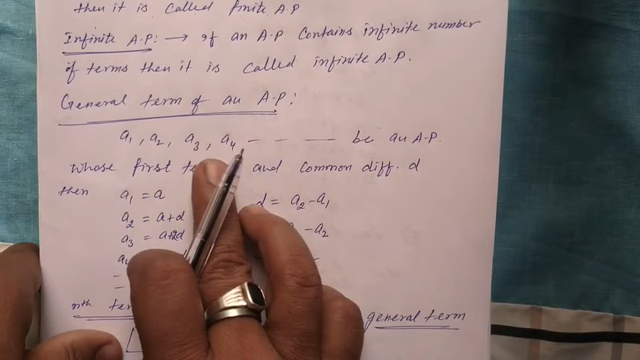 then it is called finite A.P
Infinite A.P: → If an A.P contains infinite number
of terms then it is called infinite A.P.
General term of an A.P:
a₁, a₂, a₃, a₄ - - - be an A.P.
whose first and common diff. d
then
a₁ = a d = a₂ - a₁
a₂ = a+d - a₂
a₃ = a+2d
nth general term